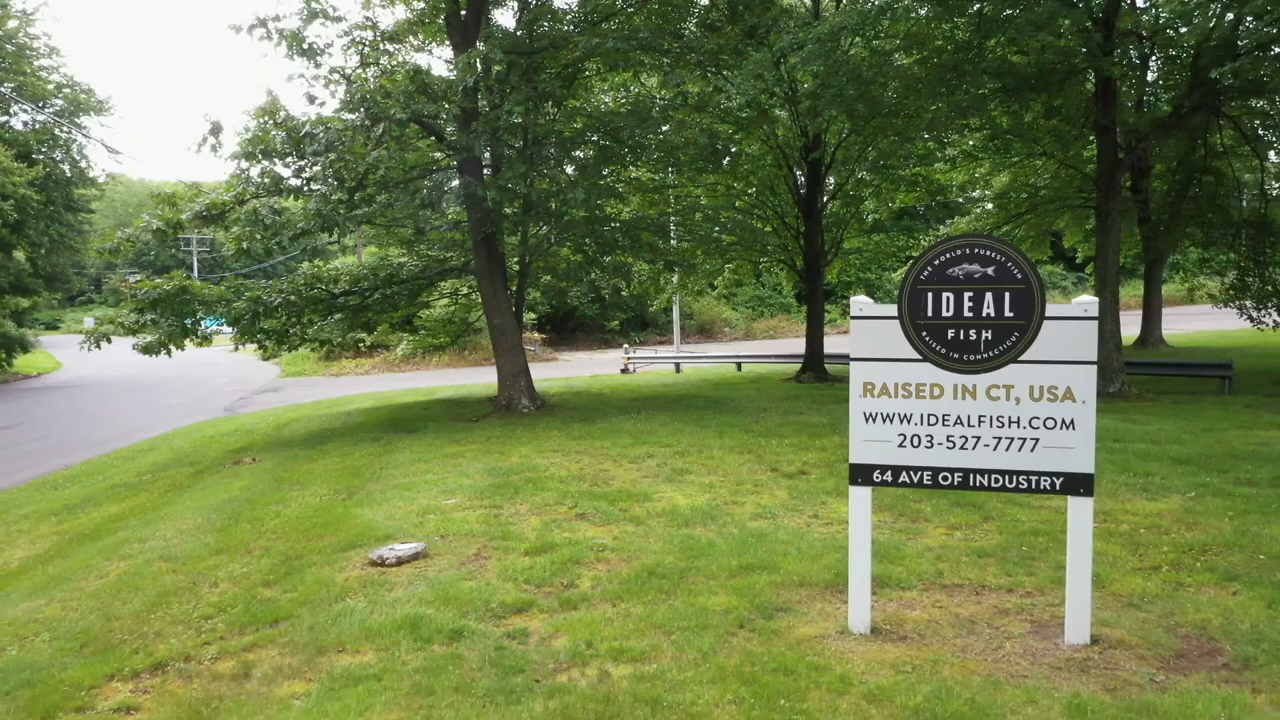 THE WORLD'S PUREST FISH
IDEAL
FISH
RAISED IN CONNECTICUT
RAISED IN CT, USA
WWW.IDEALFISH.COM
203-527-7777
64 AVE OF INDUSTRY